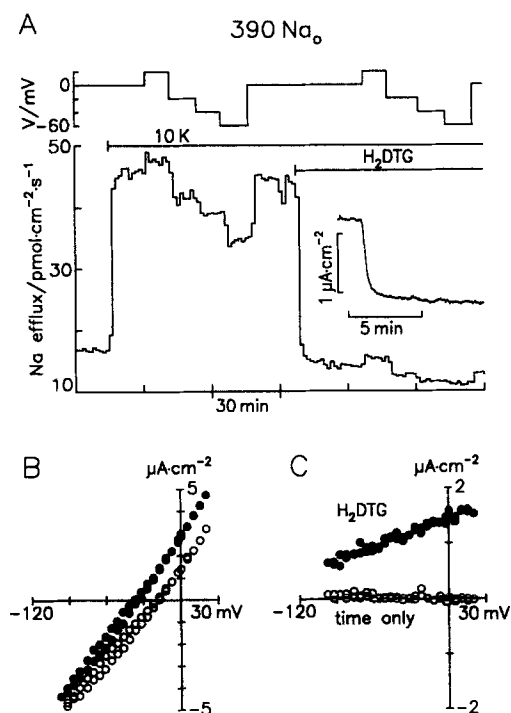 A
390 Naₒ
V/mV
0
-60
10 K
H₂DTG
Na efflux/pmol·cm⁻²·s⁻¹
50
30
10
1 μA·cm⁻²
5 min
30 min
B
μA·cm⁻²
5
-120
30 mV
-5
C
μA·cm⁻²
2
H₂DTG
-120
time only
30 mV
-2